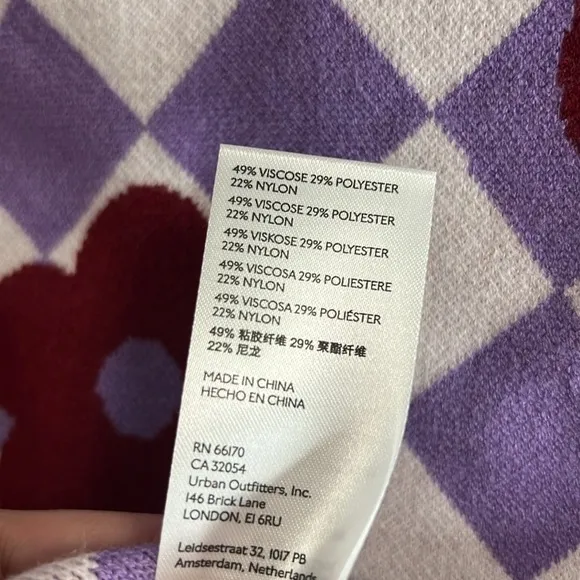 49% VISCOSE 29% POLYESTER
22% NYLON
49% VISCOSE 29% POLYESTER
22% NYLON
49% VISKOSE 29% POLYESTER
22% NYLON
49% VISCOSA 29% POLIESTERE
22% NYLON
49% VISCOSA 29% POLIÉSTER
22% NYLON
49% 粘胶纤维 29% 聚酯纤维
22% 尼龙
MADE IN CHINA
HECHO EN CHINA
RN 66170
CA 32054
Urban Outfitters, Inc.
146 Brick Lane
LONDON, E1 6RU
Leidsestraat 32, 1017 PB
Amsterdam, Netherlands